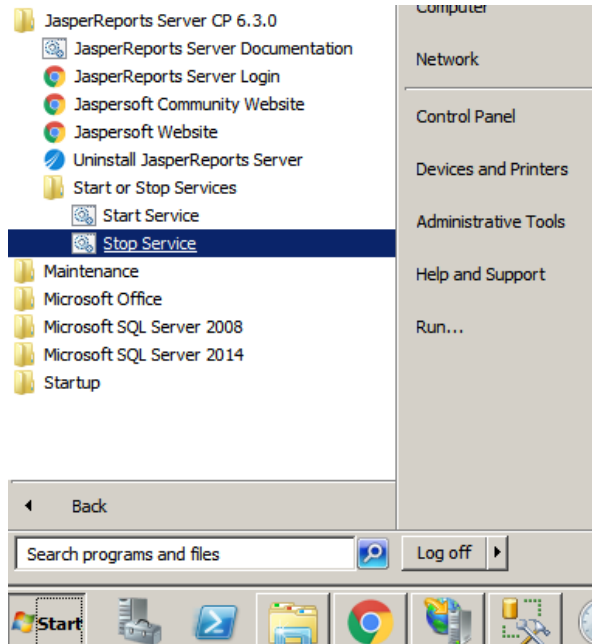 JasperReports Server CP 6.3.0
JasperReports Server Documentation
JasperReports Server Login
Jaspersoft Community Website
Jaspersoft Website
Uninstall JasperReports Server
Start or Stop Services
Start Service
Stop Service
Maintenance
Microsoft Office
Microsoft SQL Server 2008
Microsoft SQL Server 2014
Startup
Back
Search programs and files
Computer
Network
Control Panel
Devices and Printers
Administrative Tools
Help and Support
Run...
Log off
Start